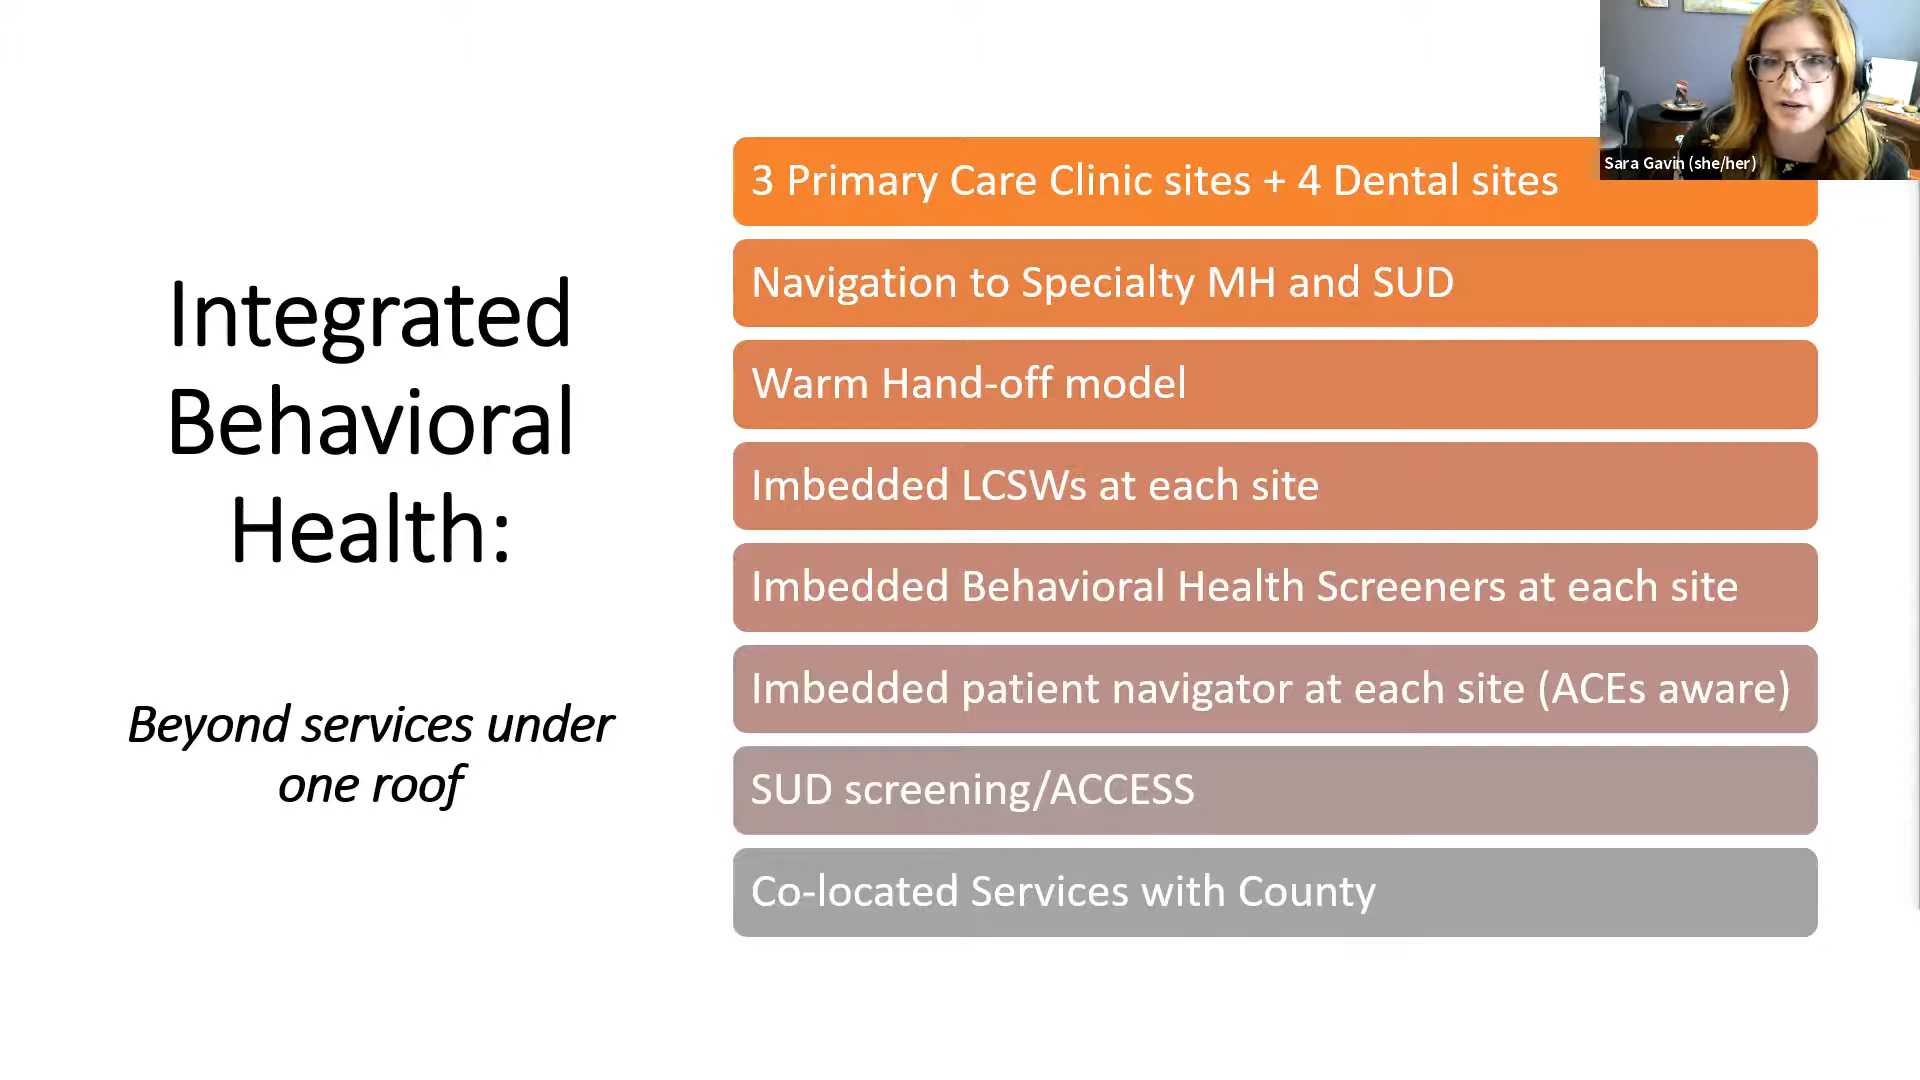 Integrated
Behavioral
Health:
Beyond services under
one roof
3 Primary Care Clinic sites + 4 Dental sites
Navigation to Specialty MH and SUD
Warm Hand-off model
Imbedded LCSWs at each site
Imbedded Behavioral Health Screeners at each site
Imbedded patient navigator at each site (ACEs aware)
SUD screening/ACCESS
Co-located Services with County
Sara Gavin (she/her)